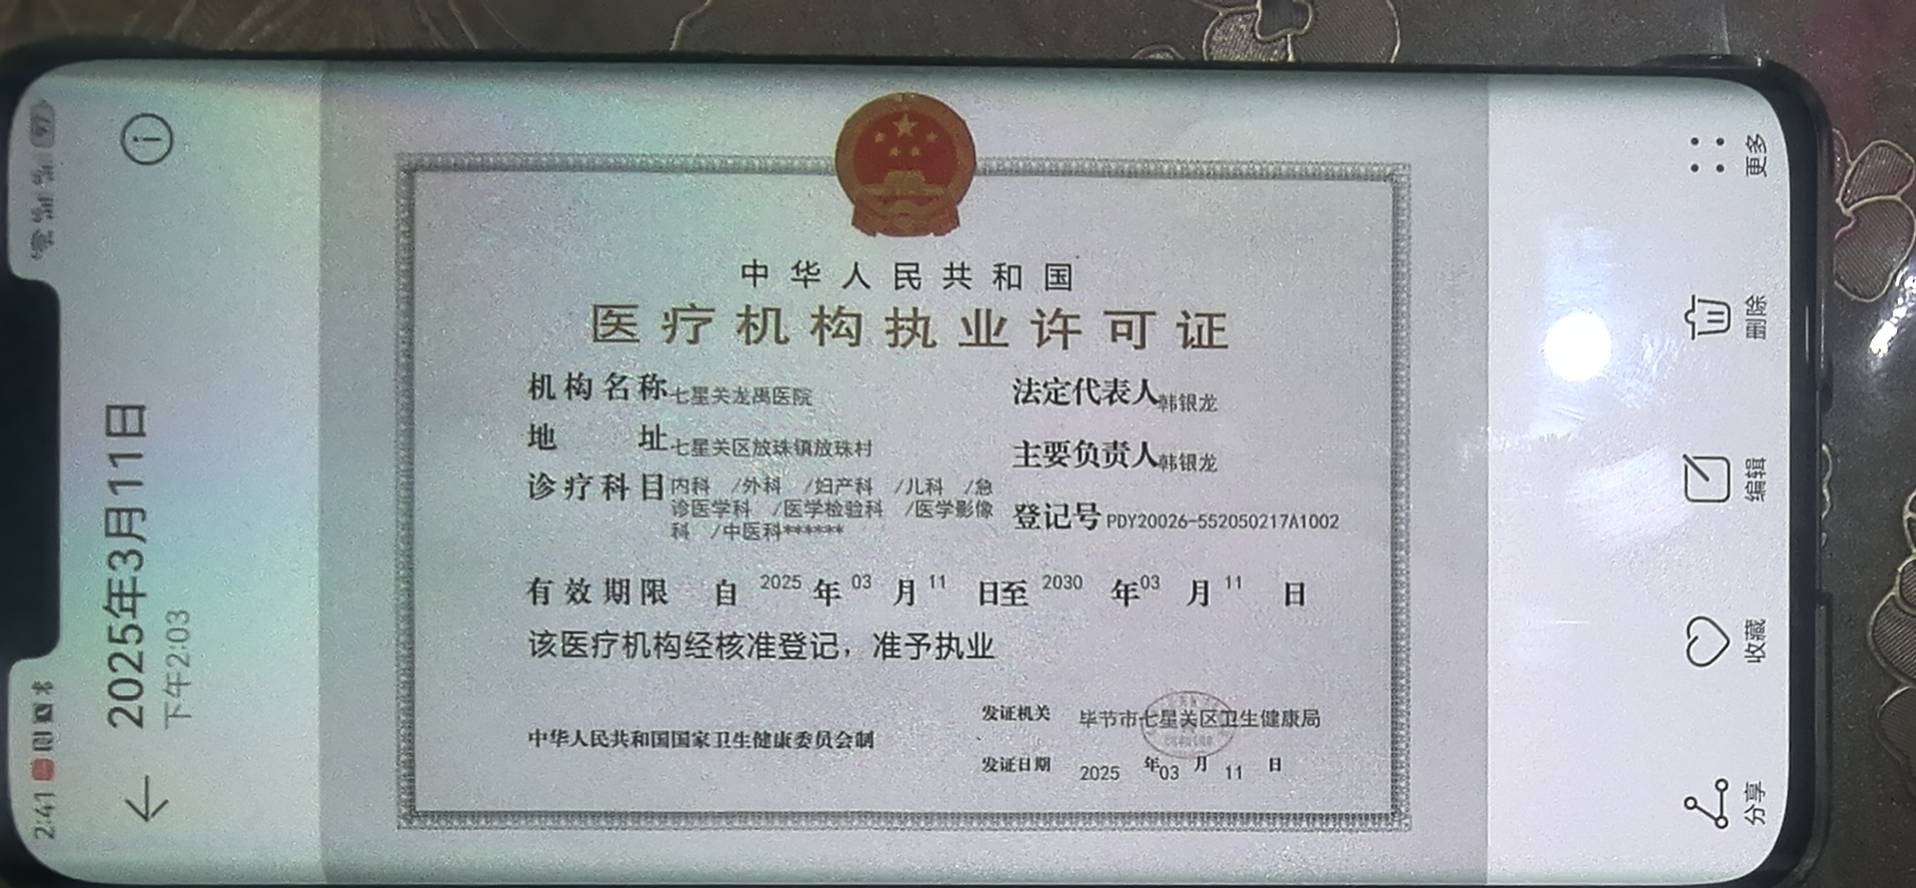 2:41
97
2025年3月11日
下午2:03
中华人民共和国
医疗机构执业许可证
机构名称 七星关龙禹医院
法定代表人 韩银龙
地址 七星关区放珠镇放珠村
主要负责人 韩银龙
诊疗科目 内科 /外科 /妇产科 /儿科 /急
诊医学科 /医学检验科 /医学影像
科 /中医科******
登记号 PDY20026-552050217A1002
有效期限 自 2025 年 03 月 11 日至 2030 年 03 月 11 日
该医疗机构经核准登记，准予执业
发证机关 毕节市七星关区卫生健康局
中华人民共和国国家卫生健康委员会制
发证日期 2025 年 03 月 11 日
分享
收藏
编辑
删除
更多